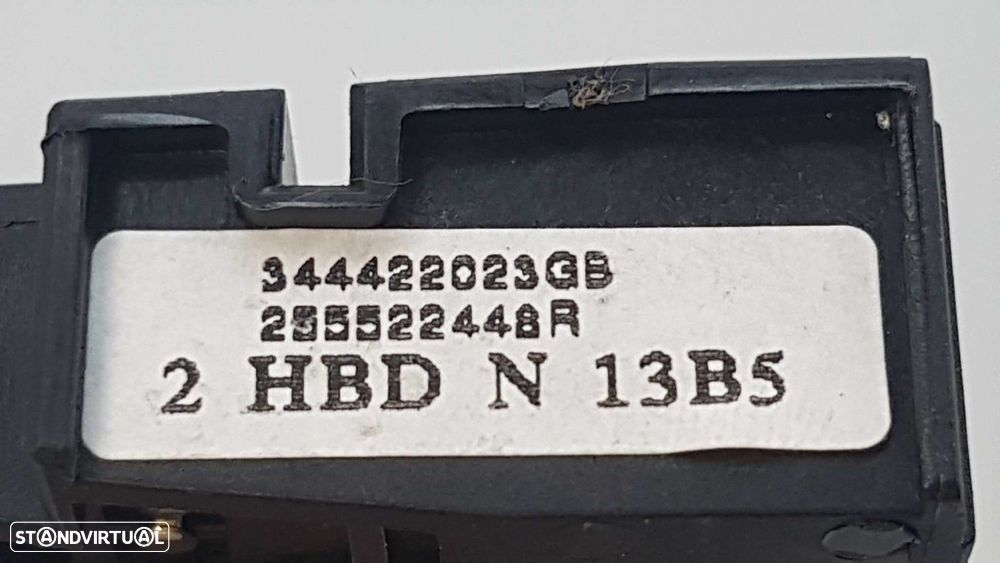 344422023GB
255522448R
2 HBD N 13B5
STANDVIRTUAL